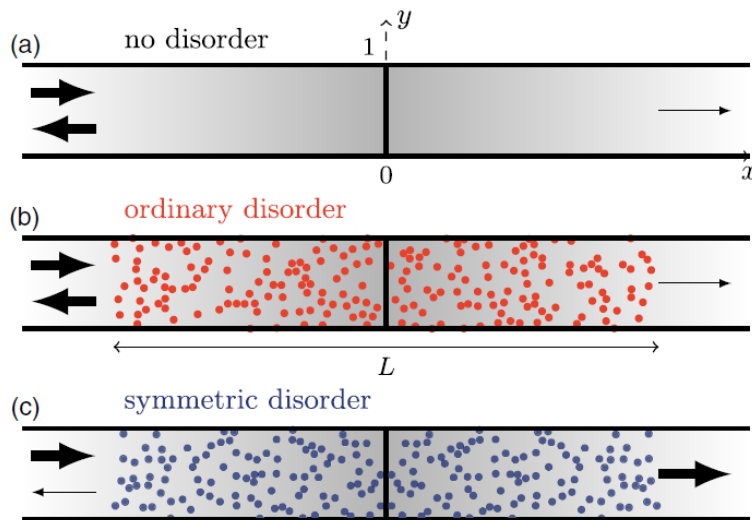 (a) no disorder
y
1
0
x
(b) ordinary disorder
L
(c) symmetric disorder